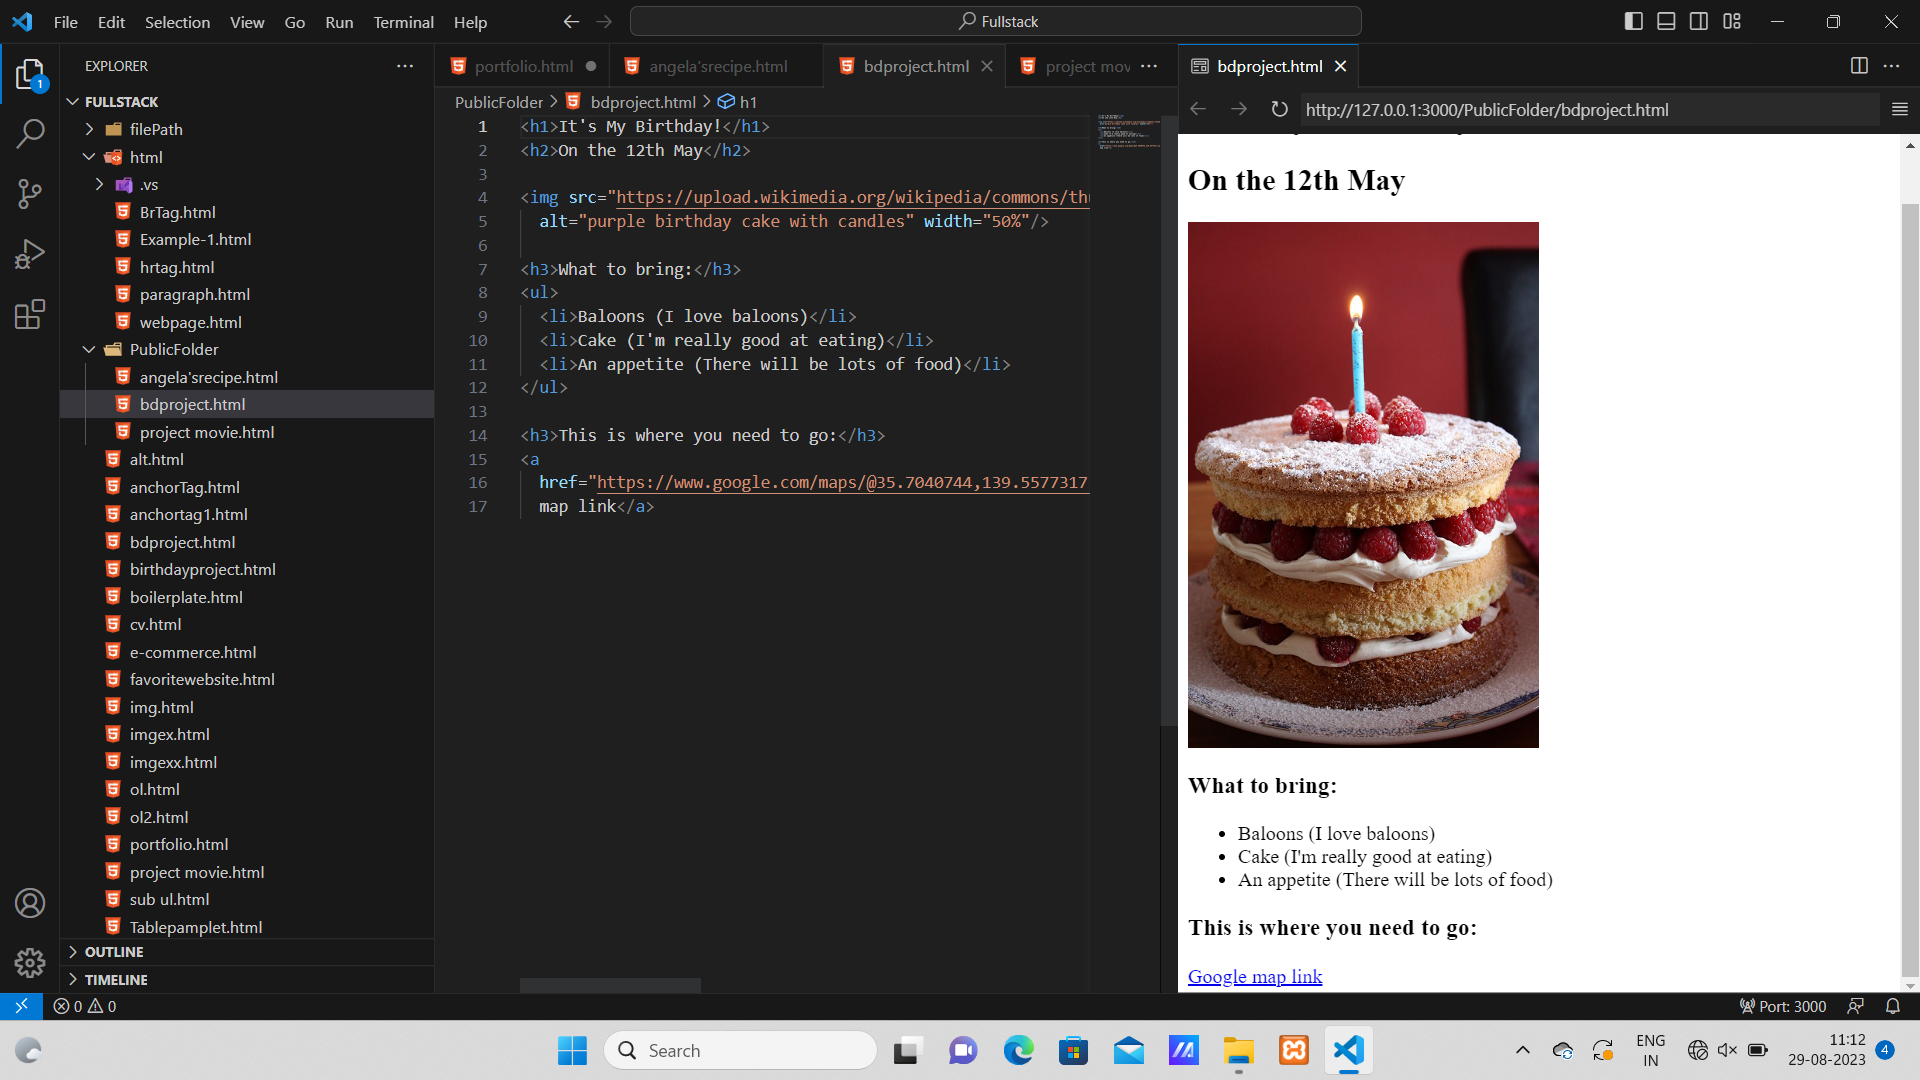 File Edit Selection View Go Run Terminal Help
Fullstack
EXPLORER
1
FULLSTACK
filePath
html
.vs
BrTag.html
Example-1.html
hrtag.html
paragraph.html
webpage.html
PublicFolder
angela'srecipe.html
bdproject.html
project movie.html
alt.html
anchorTag.html
anchortag1.html
bdproject.html
birthdayproject.html
boilerplate.html
cv.html
e-commerce.html
favoritewebsite.html
img.html
imgex.html
imgexx.html
ol.html
ol2.html
portfolio.html
project movie.html
sub ul.html
Tablepamplet.html
OUTLINE
TIMELINE
portfolio.html angela'srecipe.html bdproject.html project mov
PublicFolder > bdproject.html > h1
1 <h1>It's My Birthday!</h1>
2 <h2>On the 12th May</h2>
3
4 <img src="https://upload.wikimedia.org/wikipedia/commons/thu
5 alt="purple birthday cake with candles" width="50%"/>
6
7 <h3>What to bring:</h3>
8 <ul>
9 <li>Baloons (I love baloons)</li>
10 <li>Cake (I'm really good at eating)</li>
11 <li>An appetite (There will be lots of food)</li>
12 </ul>
13
14 <h3>This is where you need to go:</h3>
15 <a
16 href="https://www.google.com/maps/@35.7040744,139.5577317
17 map link</a>
bdproject.html
http://127.0.0.1:3000/PublicFolder/bdproject.html
On the 12th May
What to bring:
• Baloons (I love baloons)
• Cake (I'm really good at eating)
• An appetite (There will be lots of food)
This is where you need to go:
Google map link
0 0
Port: 3000
Search
ENG
IN
11:12
29-08-2023
4